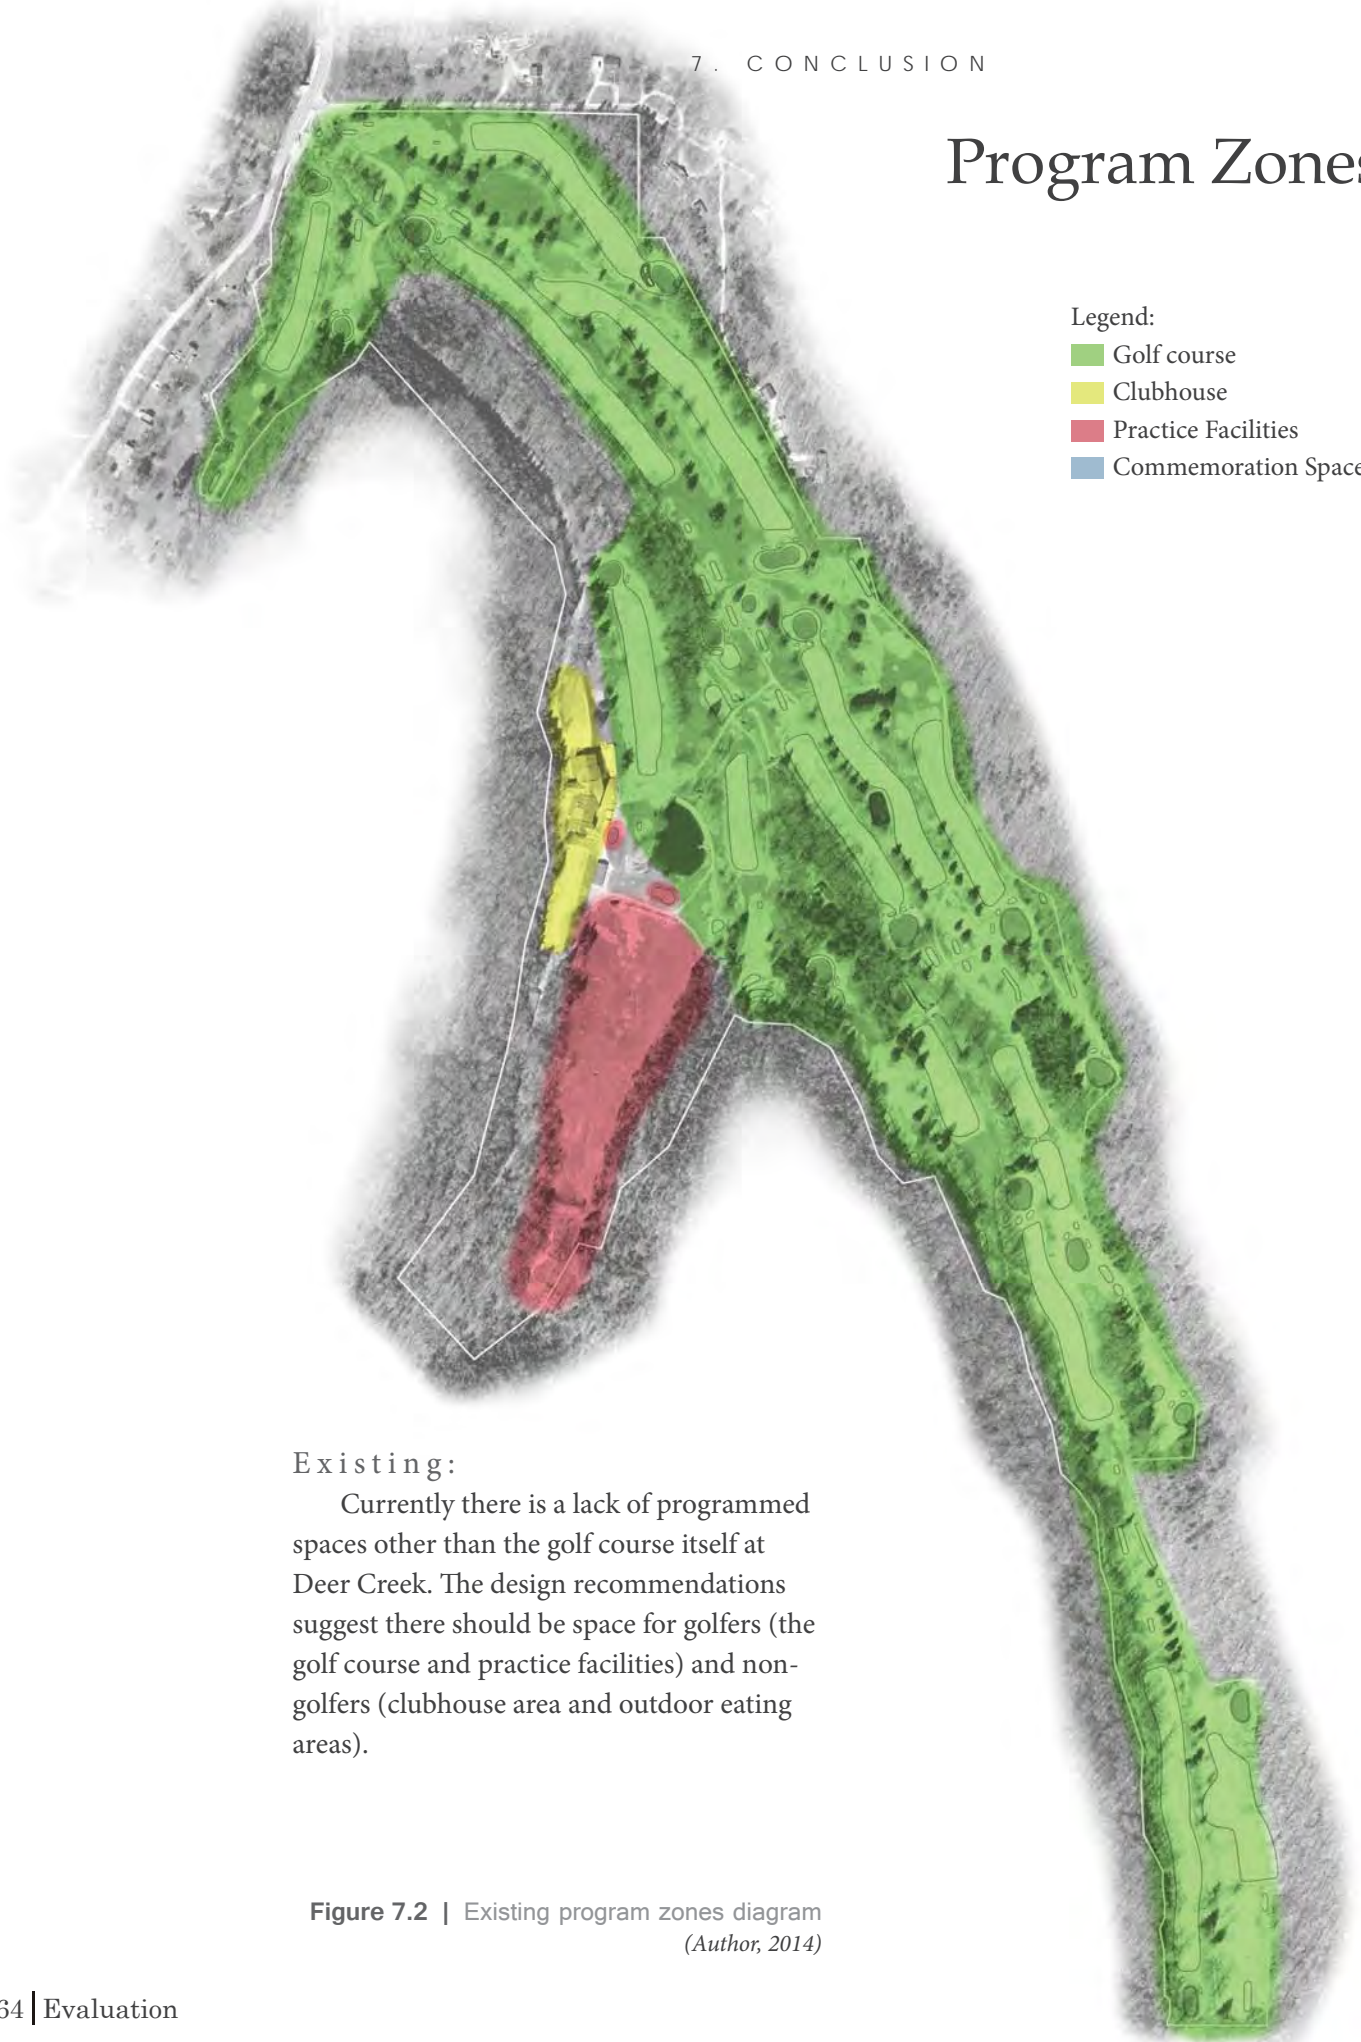 7. CONCLUSION
Program Zones
Legend:
Golf course
Clubhouse
Practice Facilities
Commemoration Space
Existing:
Currently there is a lack of programmed
spaces other than the golf course itself at
Deer Creek. The design recommendations
suggest there should be space for golfers (the
golf course and practice facilities) and non-
golfers (clubhouse area and outdoor eating
areas).
Figure 7.2 | Existing program zones diagram
(Author, 2014)
64 | Evaluation